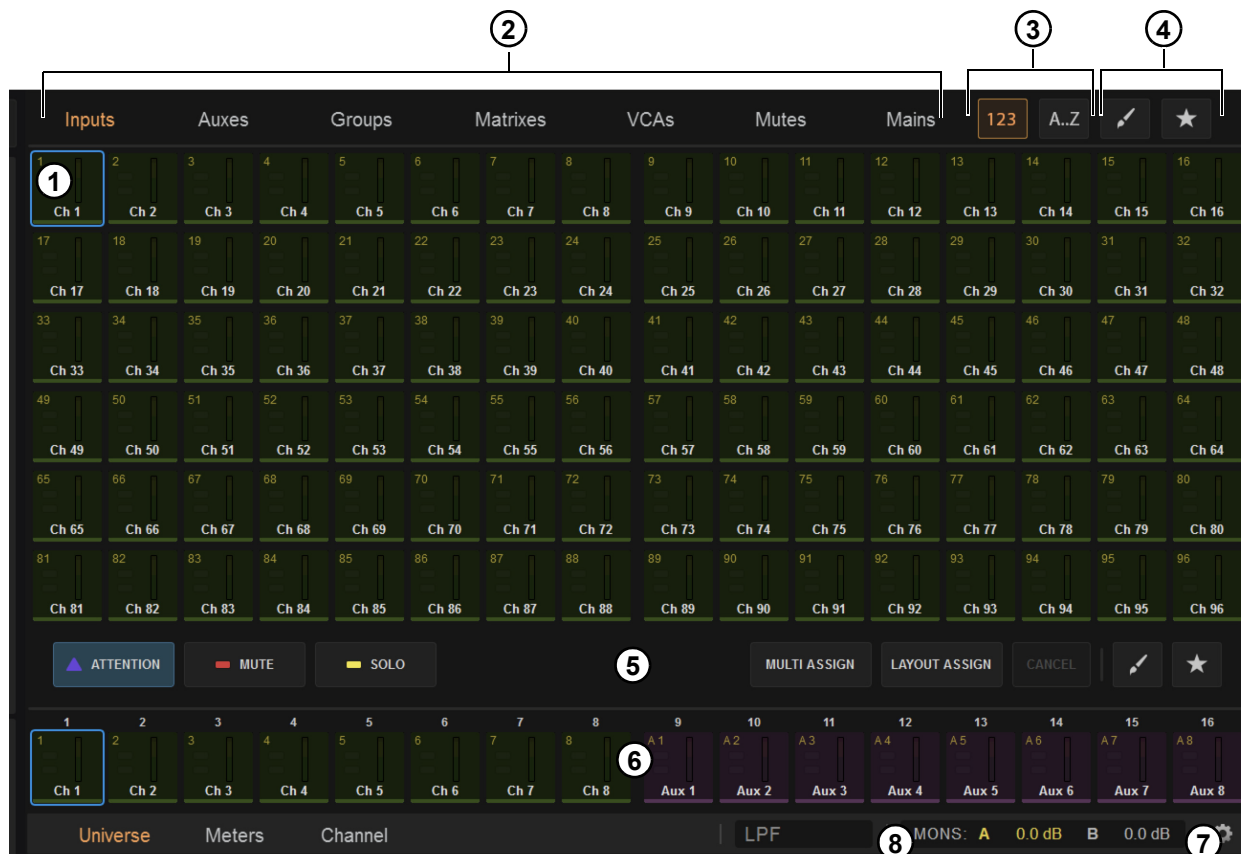 2 3 4
Inputs Auxes Groups Matrixes VCAs Mutes Mains 123 A..Z
1 2 3 4 5 6 7 8 9 10 11 12 13 14 15 16
1
Ch 1 Ch 2 Ch 3 Ch 4 Ch 5 Ch 6 Ch 7 Ch 8 Ch 9 Ch 10 Ch 11 Ch 12 Ch 13 Ch 14 Ch 15 Ch 16
17 18 19 20 21 22 23 24 25 26 27 28 29 30 31 32
Ch 17 Ch 18 Ch 19 Ch 20 Ch 21 Ch 22 Ch 23 Ch 24 Ch 25 Ch 26 Ch 27 Ch 28 Ch 29 Ch 30 Ch 31 Ch 32
33 34 35 36 37 38 39 40 41 42 43 44 45 46 47 48
Ch 33 Ch 34 Ch 35 Ch 36 Ch 37 Ch 38 Ch 39 Ch 40 Ch 41 Ch 42 Ch 43 Ch 44 Ch 45 Ch 46 Ch 47 Ch 48
49 50 51 52 53 54 55 56 57 58 59 60 61 62 63 64
Ch 49 Ch 50 Ch 51 Ch 52 Ch 53 Ch 54 Ch 55 Ch 56 Ch 57 Ch 58 Ch 59 Ch 60 Ch 61 Ch 62 Ch 63 Ch 64
65 66 67 68 69 70 71 72 73 74 75 76 77 78 79 80
Ch 65 Ch 66 Ch 67 Ch 68 Ch 69 Ch 70 Ch 71 Ch 72 Ch 73 Ch 74 Ch 75 Ch 76 Ch 77 Ch 78 Ch 79 Ch 80
81 82 83 84 85 86 87 88 89 90 91 92 93 94 95 96
Ch 81 Ch 82 Ch 83 Ch 84 Ch 85 Ch 86 Ch 87 Ch 88 Ch 89 Ch 90 Ch 91 Ch 92 Ch 93 Ch 94 Ch 95 Ch 96
ATTENTION MUTE SOLO 5 MULTI ASSIGN LAYOUT ASSIGN CANCEL
1 2 3 4 5 6 7 8 9 10 11 12 13 14 15 16
1 2 3 4 5 6 7 8 A 1 A 2 A 3 A 4 A 5 A 6 A 7 A 8
6
Ch 1 Ch 2 Ch 3 Ch 4 Ch 5 Ch 6 Ch 7 Ch 8 Aux 1 Aux 2 Aux 3 Aux 4 Aux 5 Aux 6 Aux 7 Aux 8
Universe Meters Channel LPF 8 MONS: A 0.0 dB B 0.0 dB 7